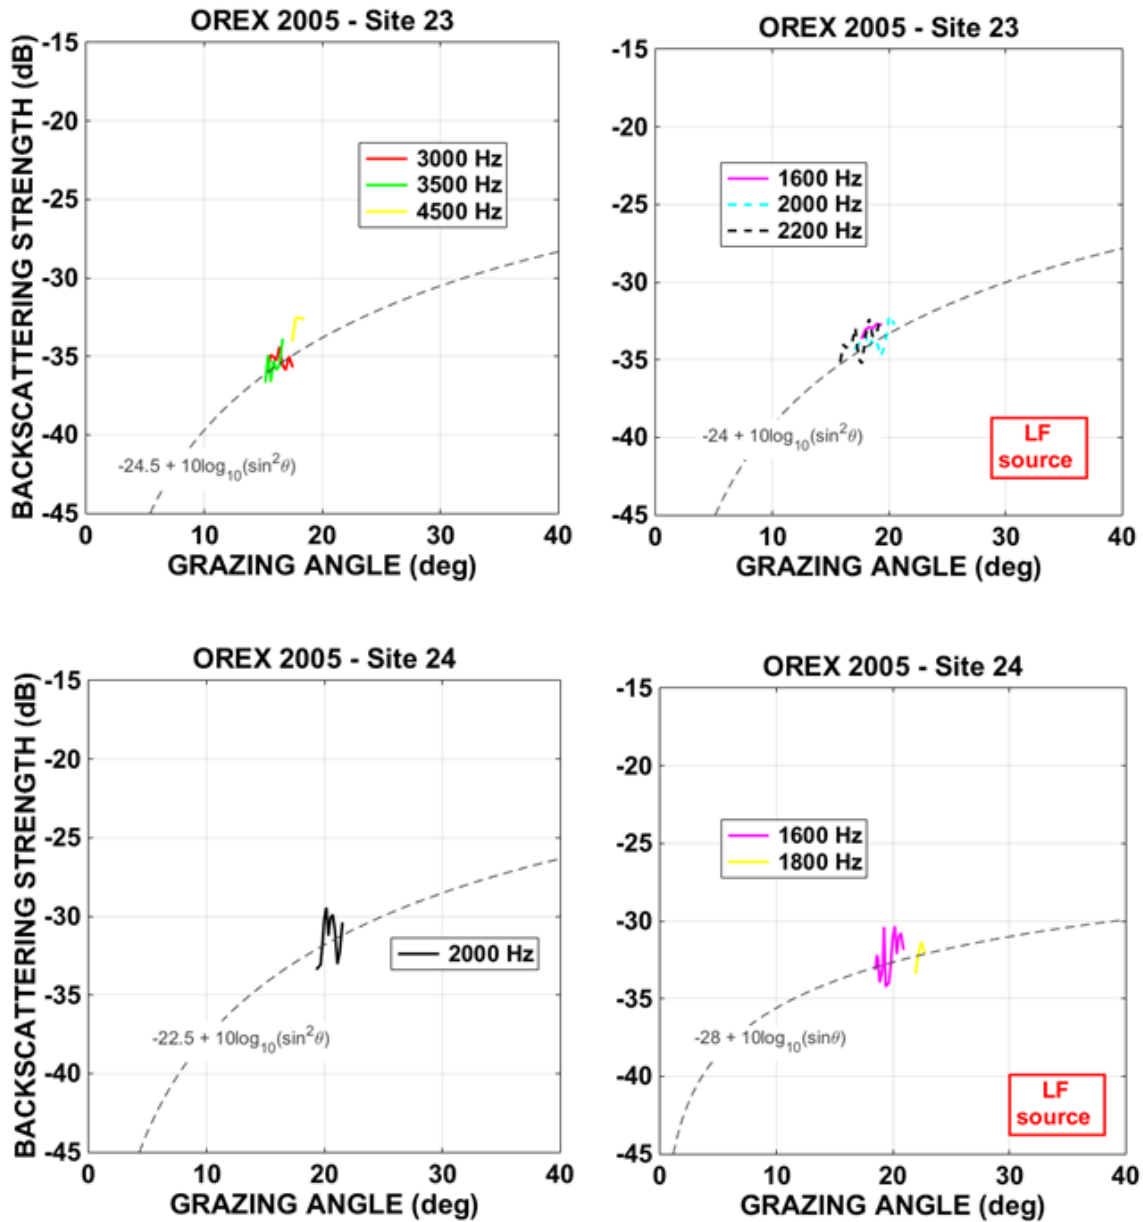 OREX 2005 - Site 23
BACKSCATTERING STRENGTH (dB)
-15
-20
-25
-30
-35
-40
-45
3000 Hz
3500 Hz
4500 Hz
-24.5 + 10log₁₀(sin²θ)
0
10
20
30
40
GRAZING ANGLE (deg)
OREX 2005 - Site 23
-15
-20
-25
-30
-35
-40
-45
1600 Hz
2000 Hz
2200 Hz
-24 + 10log₁₀(sin²θ)
LF
source
0
10
20
30
40
GRAZING ANGLE (deg)
OREX 2005 - Site 24
BACKSCATTERING STRENGTH (dB)
-15
-20
-25
-30
-35
-40
-45
2000 Hz
-22.5 + 10log₁₀(sin²θ)
0
10
20
30
40
GRAZING ANGLE (deg)
OREX 2005 - Site 24
-15
-20
-25
-30
-35
-40
-45
1600 Hz
1800 Hz
-28 + 10log₁₀(sinθ)
LF
source
0
10
20
30
40
GRAZING ANGLE (deg)